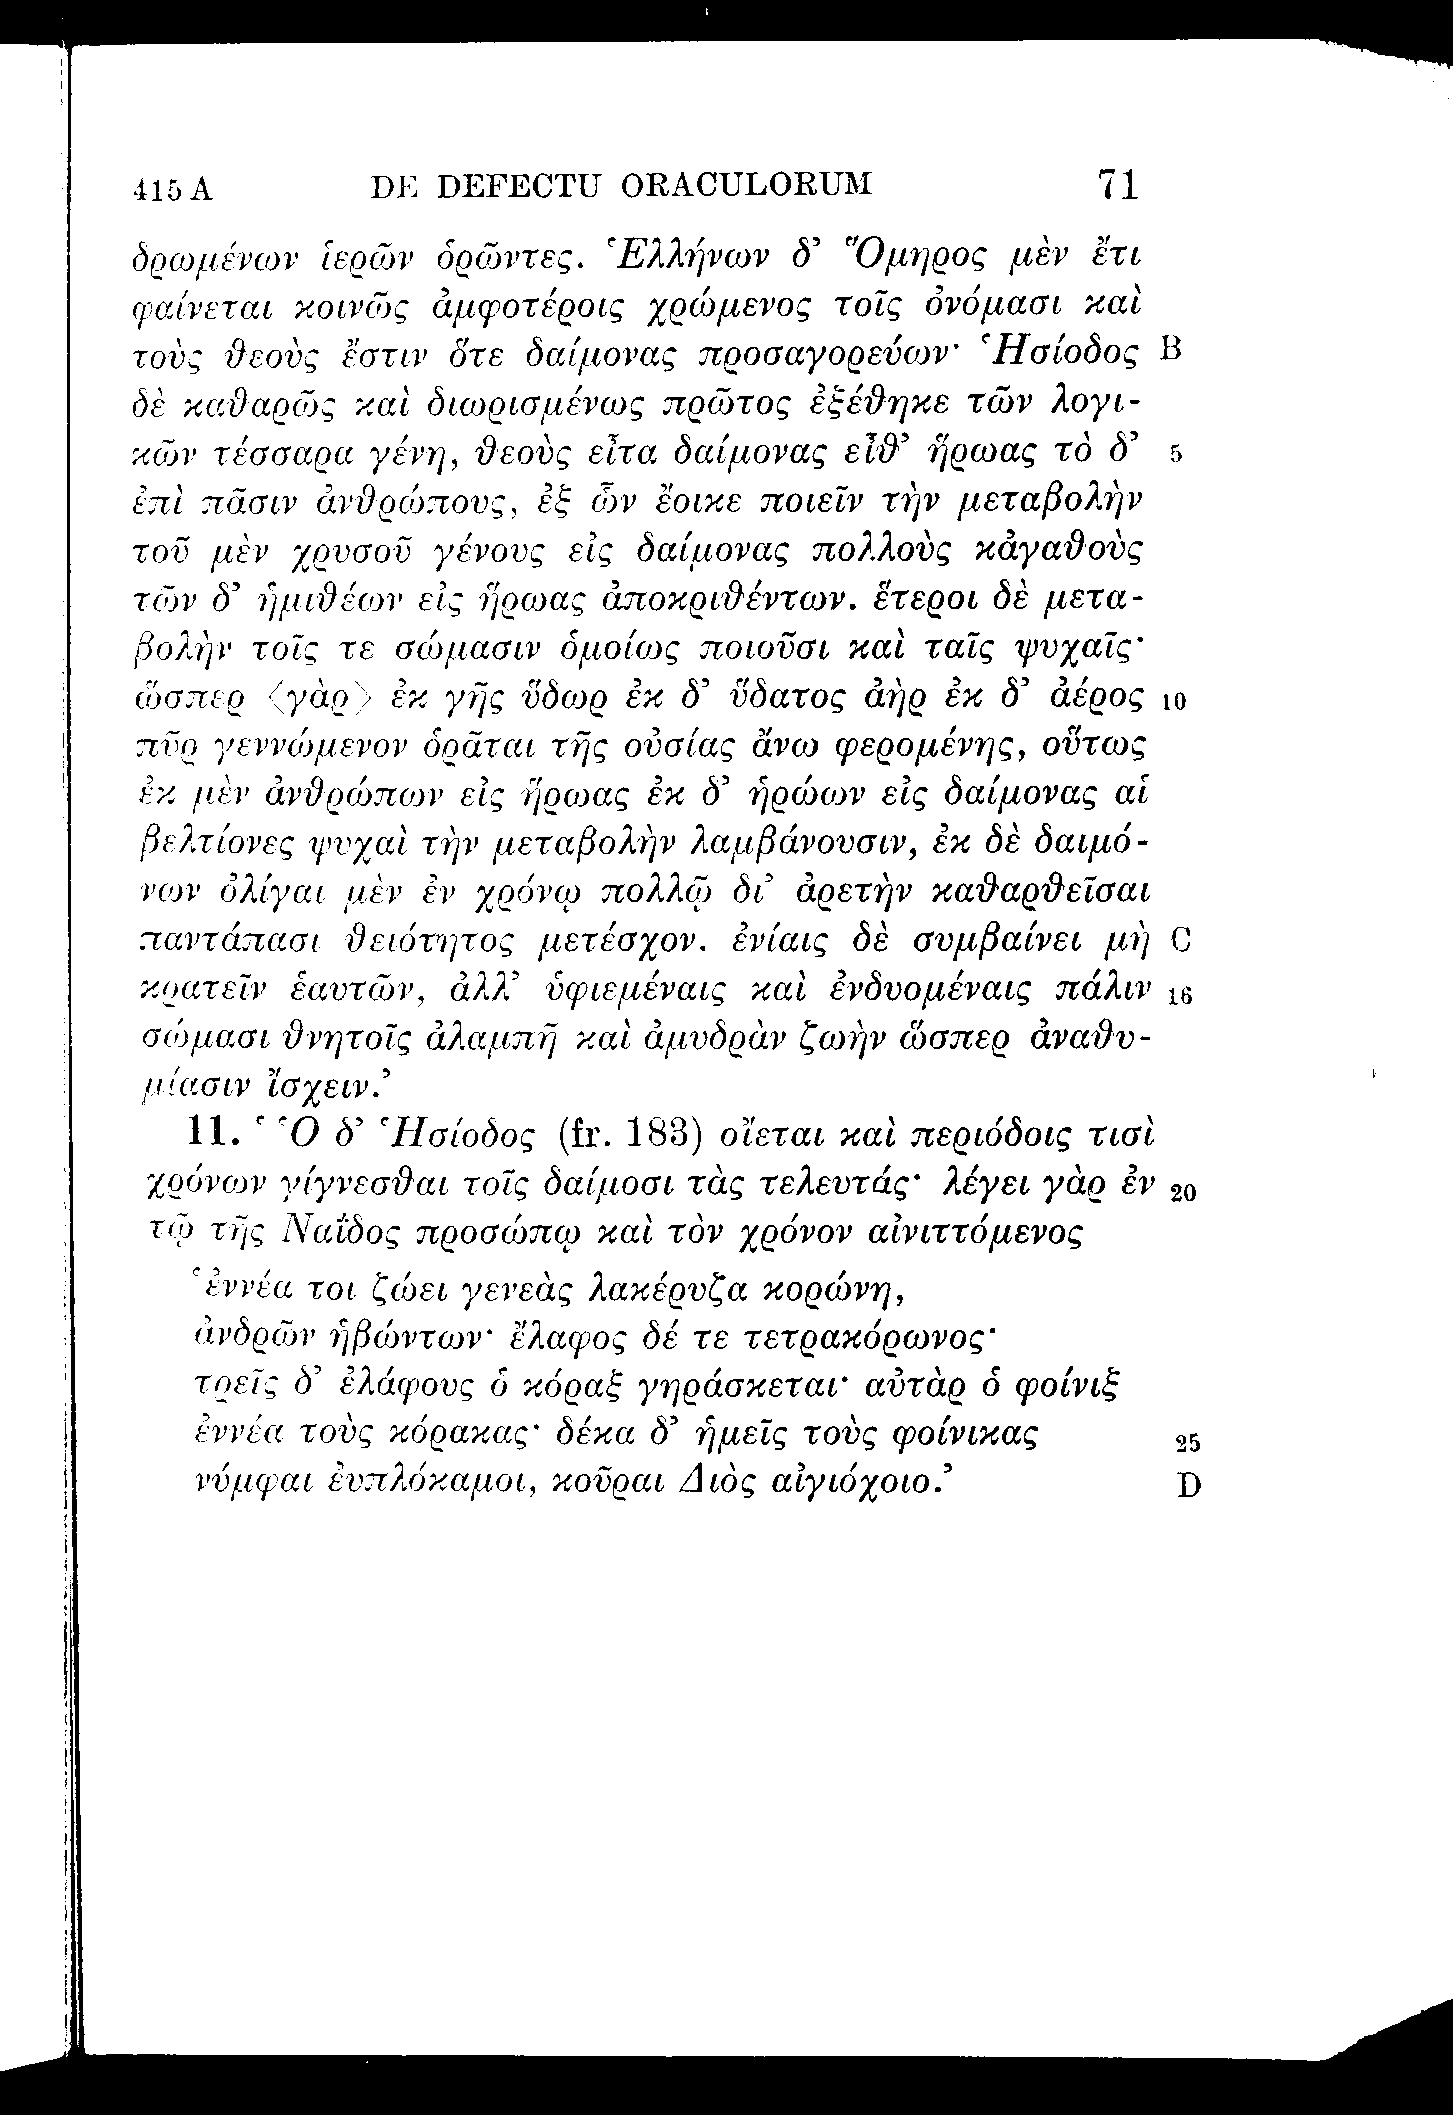 415 A DE DEFECTU ORACULORUM 71
δρωμένων ἱερῶν ὁρῶντες. Ἑλλήνων δ’ Ὅμηρος μὲν ἔτι
φαίνεται κοινῶς ἀμφοτέροις χρώμενος τοῖς ὀνόμασι καὶ
τοὺς θεοὺς ἔστιν ὅτε δαίμονας προσαγορεύων· Ἡσίοδος B
δὲ καθαρῶς καὶ διωρισμένως πρῶτος ἐξέθηκε τῶν λογι-
κῶν τέσσαρα γένη, θεοὺς εἶτα δαίμονας εἶθ’ ἥρωας τὸ δ’ 5
ἐπὶ πᾶσιν ἀνθρώπους, ἐξ ὧν ἔοικε ποιεῖν τὴν μεταβολὴν
τοῦ μὲν χρυσοῦ γένους εἰς δαίμονας πολλοὺς κἀγαθοὺς
τῶν δ’ ἡμιθέων εἰς ἥρωας ἀποκριθέντων. ἕτεροι δὲ μετα-
βολὴν τοῖς τε σώμασιν ὁμοίως ποιοῦσι καὶ ταῖς ψυχαῖς·
ὥσπερ <γὰρ> ἐκ γῆς ὕδωρ ἐκ δ’ ὕδατος ἀὴρ ἐκ δ’ ἀέρος 10
πῦρ γεννώμενον ὁρᾶται τῆς οὐσίας ἄνω φερομένης, οὕτως
ἐκ μὲν ἀνθρώπων εἰς ἥρωας ἐκ δ’ ἡρώων εἰς δαίμονας αἱ
βελτίονες ψυχαὶ τὴν μεταβολὴν λαμβάνουσιν, ἐκ δὲ δαιμό-
νων ὀλίγαι μὲν ἐν χρόνῳ πολλῷ δι’ ἀρετὴν καθαρθεῖσαι
παντάπασι θειότητος μετέσχον. ἐνίαις δὲ συμβαίνει μὴ C
κρατεῖν ἑαυτῶν, ἀλλ’ ὑφιεμέναις καὶ ἐνδυομέναις πάλιν 16
σώμασι θνητοῖς ἀλαμπῆ καὶ ἀμυδρὰν ζωὴν ὥσπερ ἀναθυ-
μίασιν ἴσχειν.’
11. ‘ Ὁ δ’ Ἡσίοδος (fr. 183) οἴεται καὶ περιόδοις τισὶ
χρόνων γίγνεσθαι τοῖς δαίμοσι τὰς τελευτάς· λέγει γὰρ ἐν 20
τῷ τῆς Ναΐδος προσώπῳ καὶ τὸν χρόνον αἰνιττόμενος
‘ἐννέα τοι ζώει γενεὰς λακέρυζα κορώνη,
ἀνδρῶν ἡβώντων· ἔλαφος δέ τε τετρακόρωνος·
τρεῖς δ’ ἐλάφους ὁ κόραξ γηράσκεται· αὐτὰρ ὁ φοίνιξ
ἐννέα τοὺς κόρακας· δέκα δ’ ἡμεῖς τοὺς φοίνικας 25
νύμφαι ἐυπλόκαμοι, κοῦραι Διὸς αἰγιόχοιο.’ D